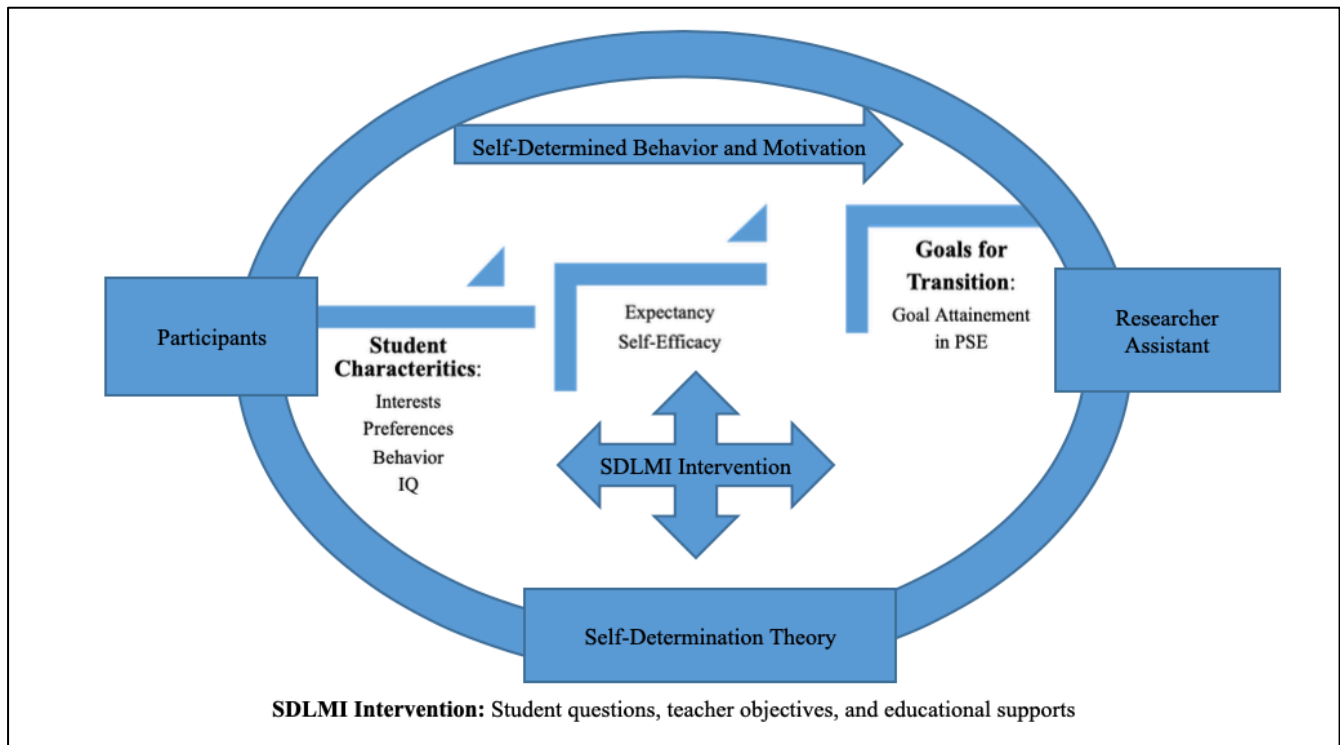 Self-Determined Behavior and Motivation
Participants
Student
Characteritics:
Interests
Preferences
Behavior
IQ
Expectancy
Self-Efficacy
Goals for
Transition:
Goal Attainement
in PSE
Researcher
Assistant
SDLMI Intervention
Self-Determination Theory
SDLMI Intervention: Student questions, teacher objectives, and educational supports